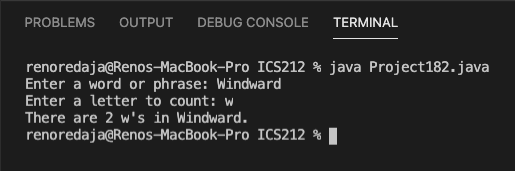 PROBLEMS OUTPUT DEBUG CONSOLE TERMINAL
renoredaja@Renos-MacBook-Pro ICS212 % java Project182.java
Enter a word or phrase: Windward
Enter a letter to count: w
There are 2 w's in Windward.
renoredaja@Renos-MacBook-Pro ICS212 %